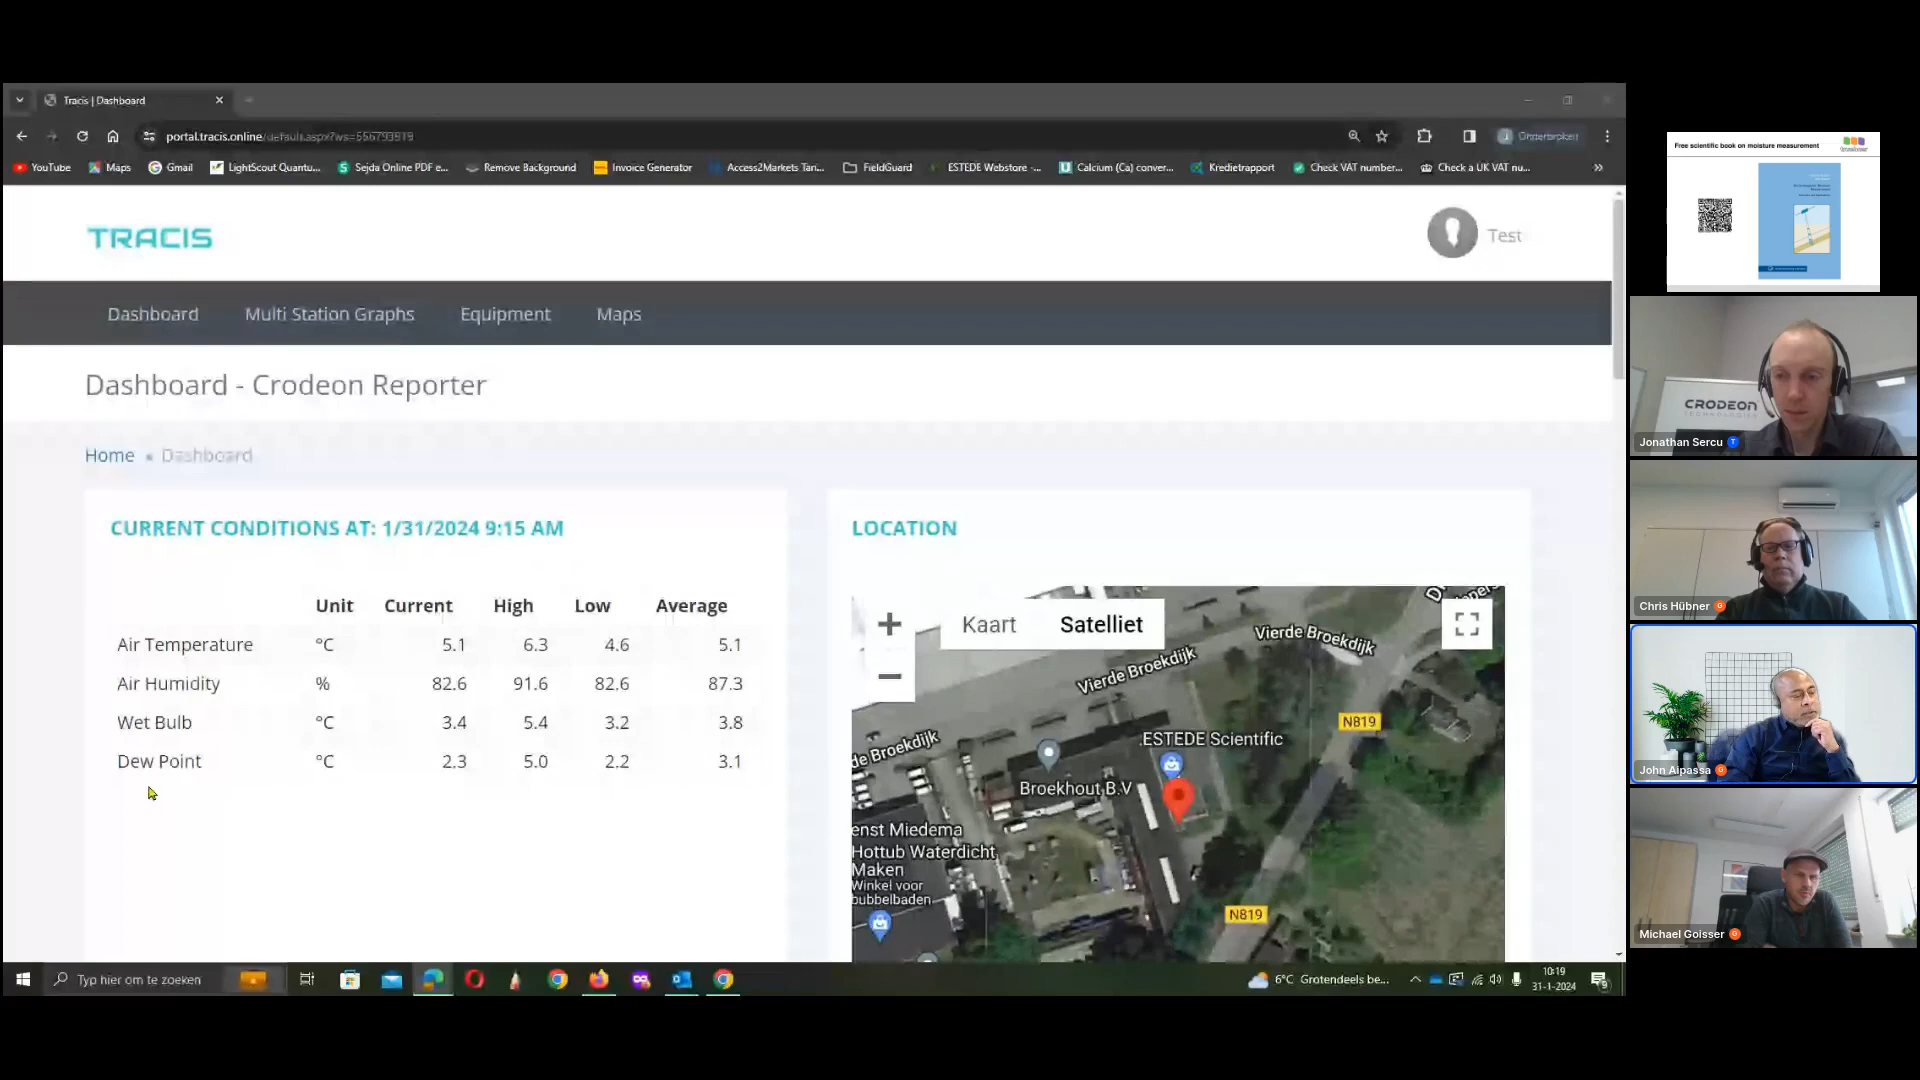 Tracis | Dashboard
portal.tracis.online/default.aspx?ws=556793919
Onderbroken
YouTube
Maps
Gmail
LightScout Quantu...
Sejda Online PDF e...
Remove Background
Invoice Generator
Access2Markets Tan...
FieldGuard
ESTEDE Webstore -...
Calcium (Ca) conver...
Kredietrapport
Check VAT number...
Check a UK VAT nu...
TRACIS
Test
Dashboard
Multi Station Graphs
Equipment
Maps
Dashboard - Crodeon Reporter
Home • Dashboard
CURRENT CONDITIONS AT: 1/31/2024 9:15 AM
Unit Current High Low Average
Air Temperature °C 5.1 6.3 4.6 5.1
Air Humidity % 82.6 91.6 82.6 87.3
Wet Bulb °C 3.4 5.4 3.2 3.8
Dew Point °C 2.3 5.0 2.2 3.1
LOCATION
Kaart
Satelliet
Vierde Broekdijk
Vierde Broekdijk
de Broekdijk
N819
ESTEDE Scientific
Broekhout B.V
enst Miedema
Hottub Waterdicht
Maken
Winkel voor
bubbelbaden
N819
Typ hier om te zoeken
6°C Grotendeels be...
10:19
31-1-2024
Free scientific book on moisture measurement
CRODEON
TECHNOLOGIES
Jonathan Sercu
Chris Hübner
John Aipassa
Michael Goisser